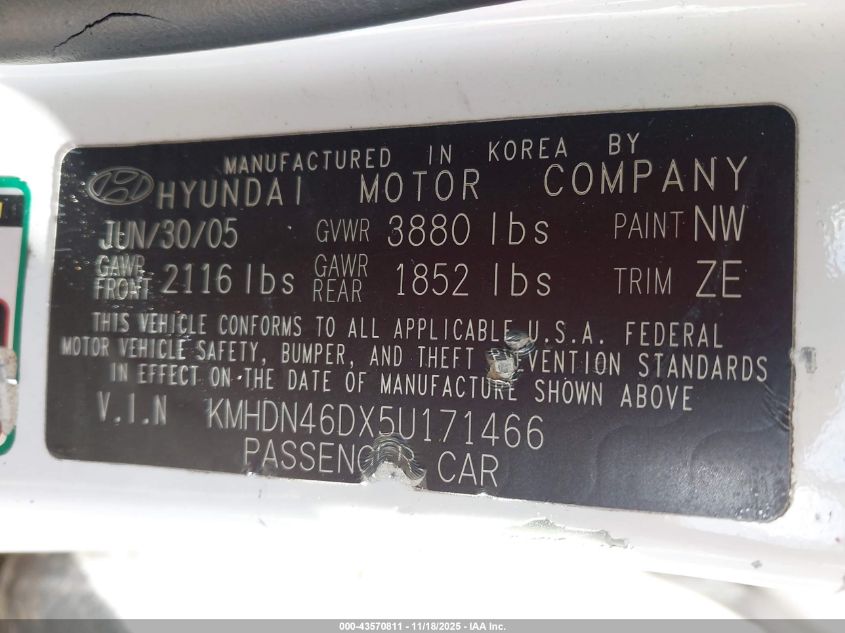 MANUFACTURED IN KOREA BY
HYUNDAI MOTOR COMPANY
JUN/30/05 GVWR 3880 lbs PAINT NW
GAWR FRONT 2116 lbs GAWR REAR 1852 lbs TRIM ZE
THIS VEHICLE CONFORMS TO ALL APPLICABLE U.S.A. FEDERAL
MOTOR VEHICLE SAFETY, BUMPER, AND THEFT STANDARDS
IN EFFECT ON THE DATE OF MANUFACTURE SHOWN ABOVE
V.I.N KMHDN46DX5U171466
CAR
000-43570811 - 11/18/2025 - IAA Inc.